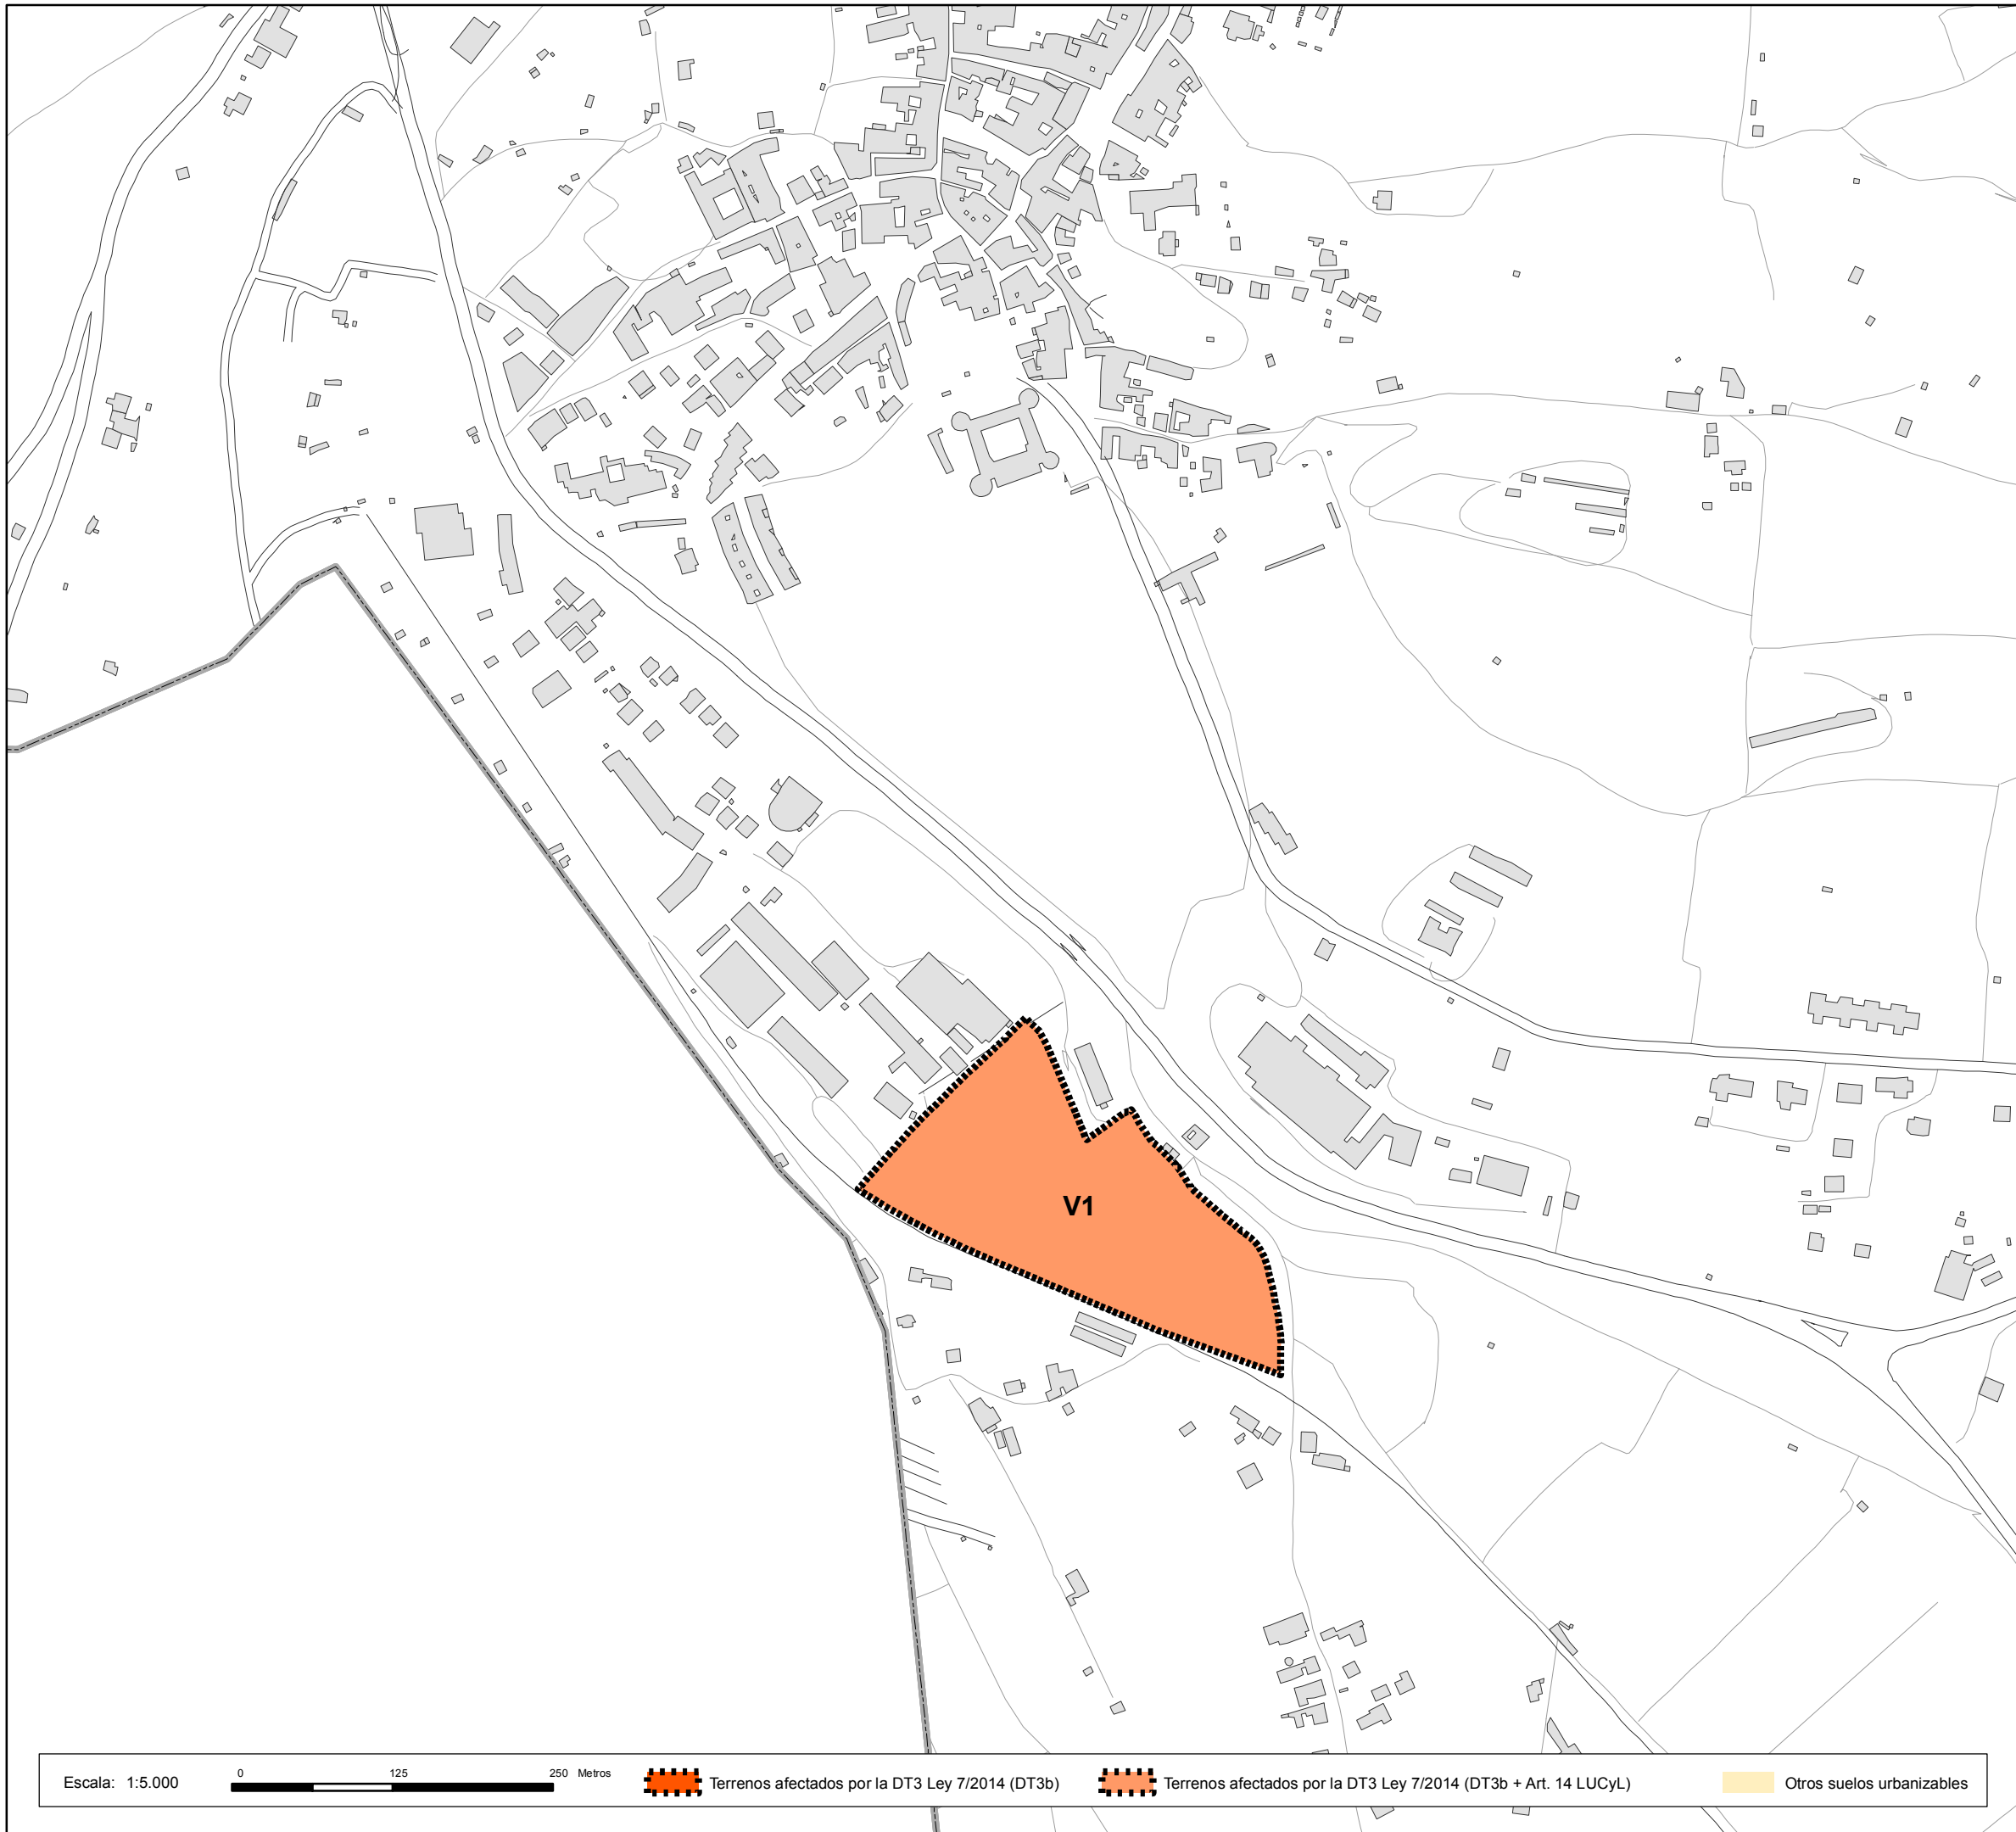 V1
Escala: 1:5.000
0 125 250 Metros
Terrenos afectados por la DT3 Ley 7/2014 (DT3b)
Terrenos afectados por la DT3 Ley 7/2014 (DT3b + Art. 14 LUCyL)
Otros suelos urbanizables